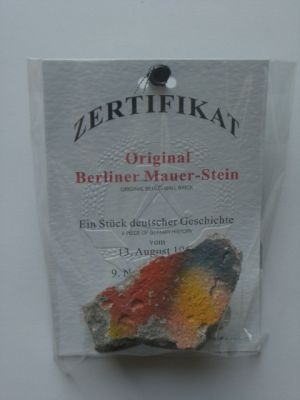 ZERTIFIKAT
Original
Berliner Mauer-Stein
ORIGINAL BERLIN WALL BRICK
Ein Stück deutscher Geschichte
A PIECE OF GERMAN HISTORY
vom
13. August
9.